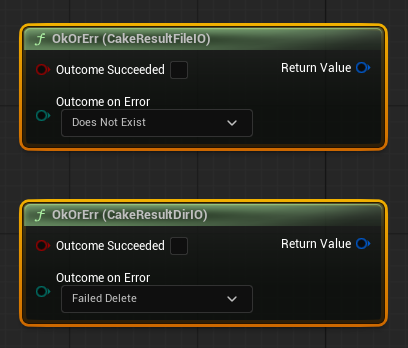 f OkOrErr (CakeResultFileIO)
Outcome Succeeded
Return Value
Outcome on Error
Does Not Exist
f OkOrErr (CakeResultDirIO)
Outcome Succeeded
Return Value
Outcome on Error
Failed Delete